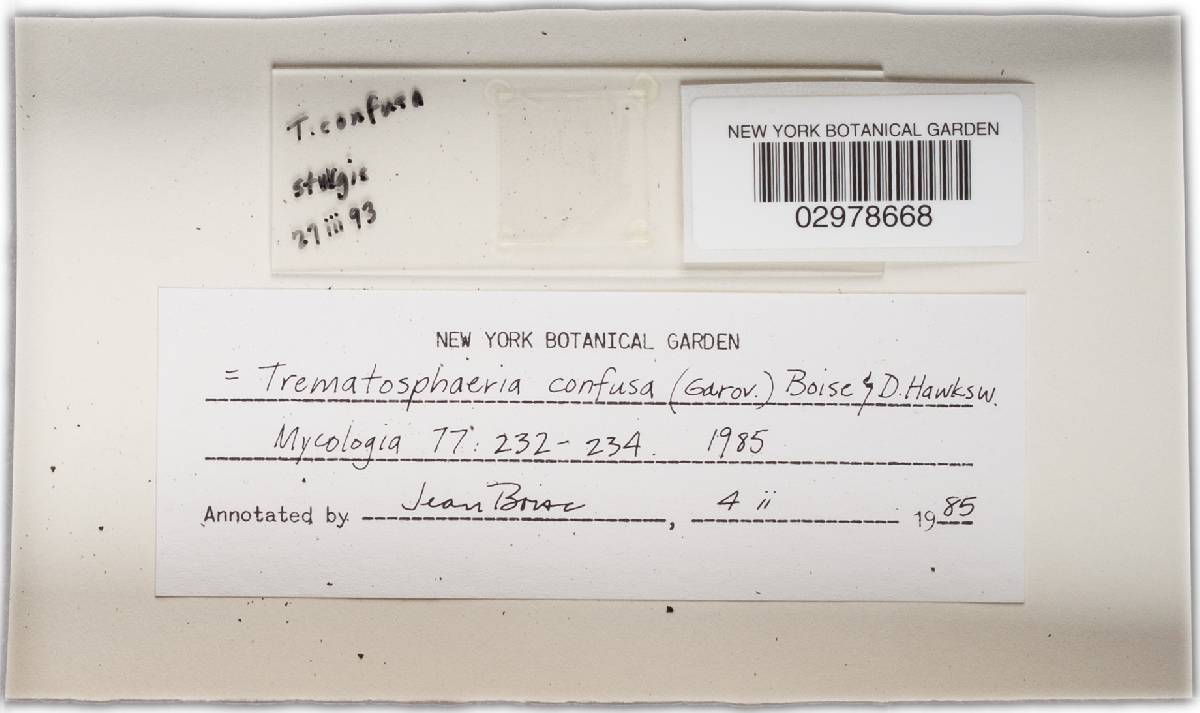 T. confusa
sturgis
27 iii 93
NEW YORK BOTANICAL GARDEN
02978668
NEW YORK BOTANICAL GARDEN
= Trematosphaeria confusa (Garov.) Boise & D. Hawksw.
Mycologia 77: 232-234. 1985
Annotated by Jean Boise, 4 ii 1985